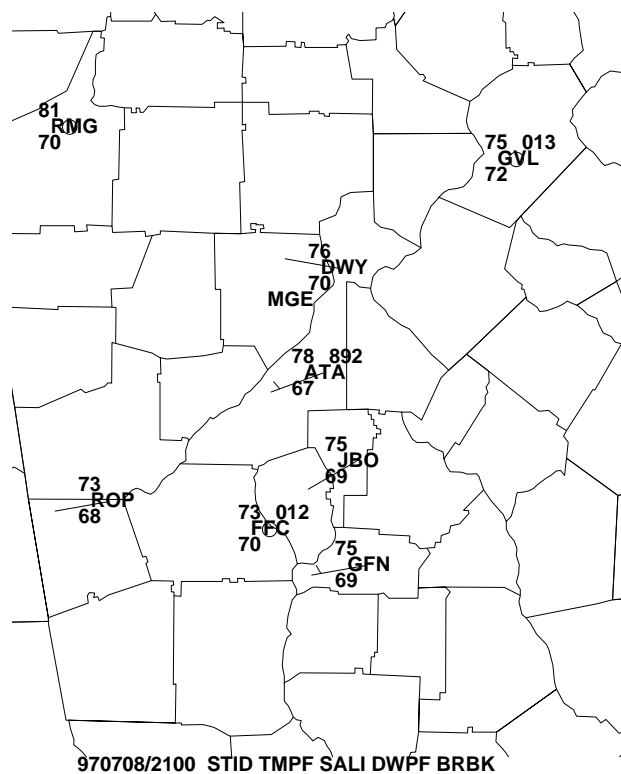 81
RMG
70
75 013
GVL
72
76
DWY
70
MGE
78 892
ATA
67
75
JBO
69
73
ROP
68
73 012
FFC
70
75
GFN
69
970708/2100 STID TMPF SALI DWPF BRBK